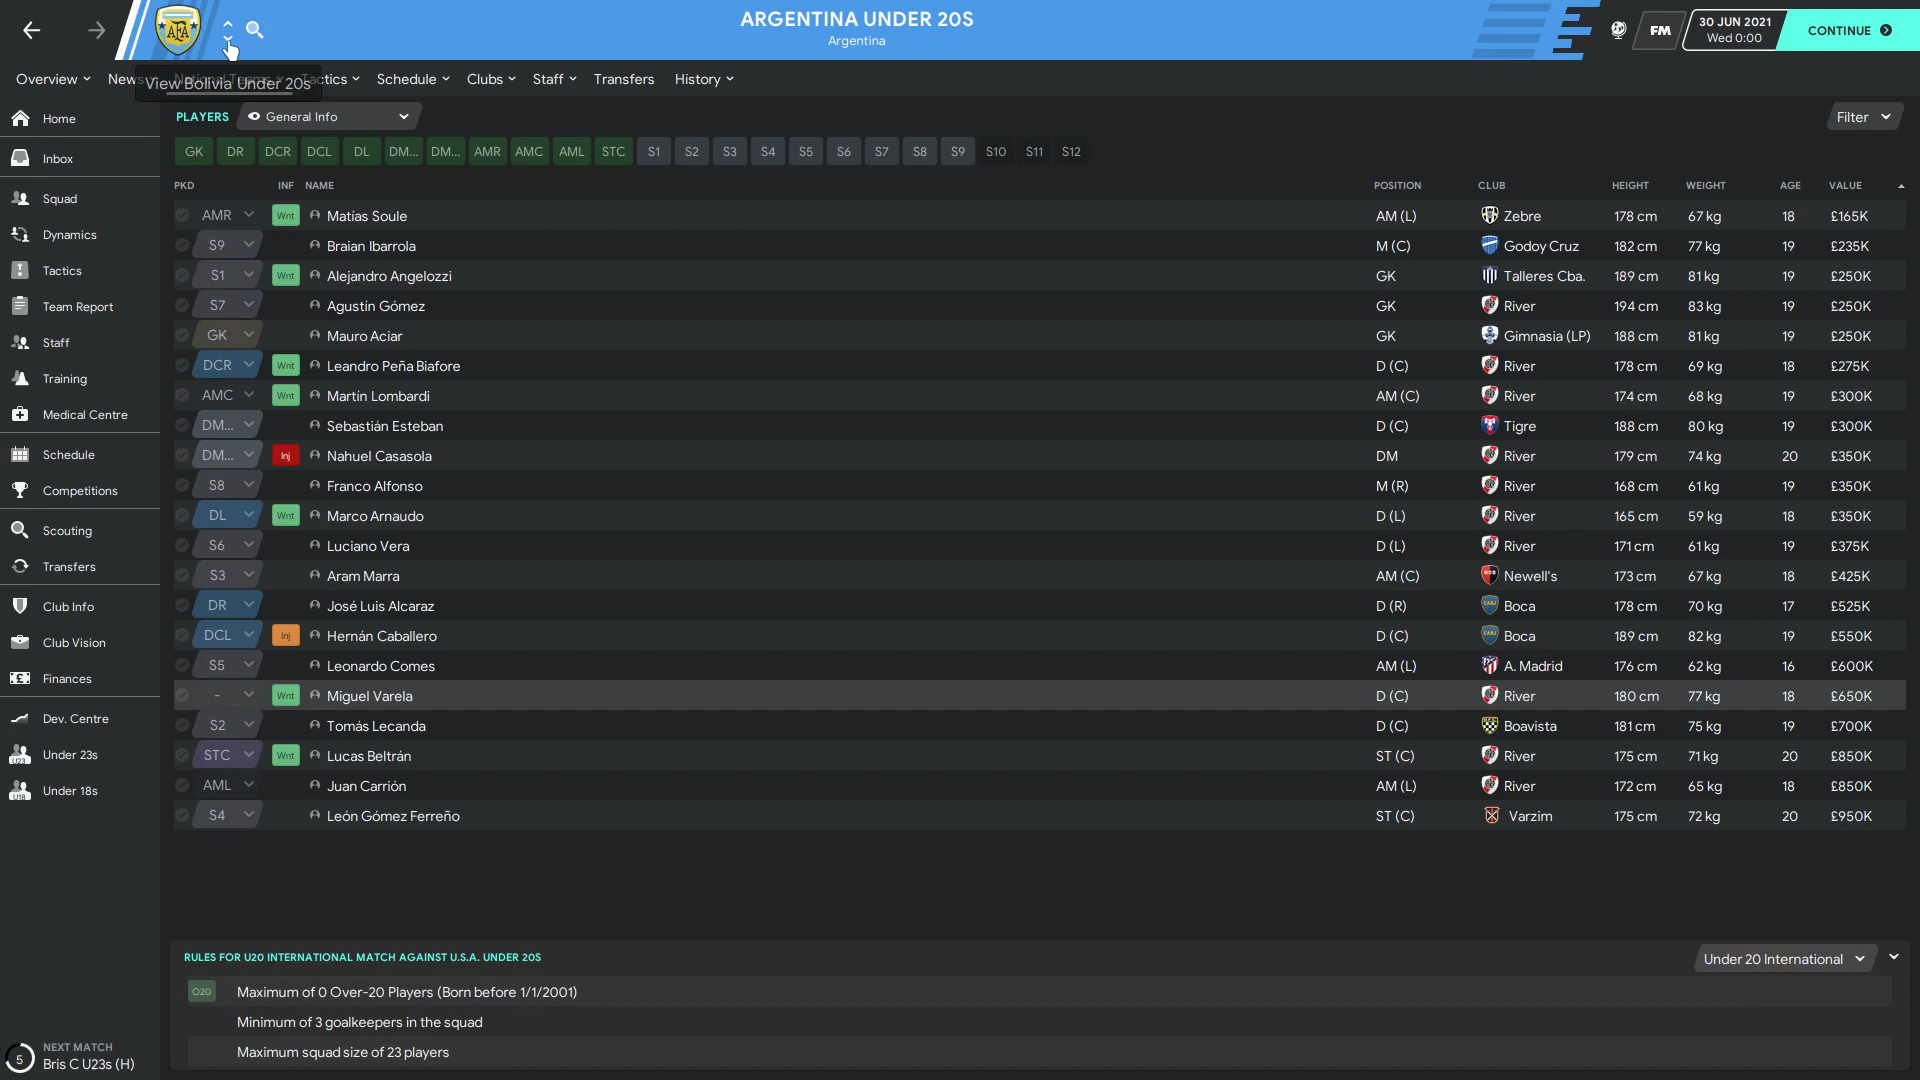 ARGENTINA UNDER 20S
Argentina
FM
30 JUN 2021
Wed 0:00
CONTINUE
Overview
News
Tactics
Schedule
Clubs
Staff
Transfers
History
View Bolivia Under 20s
Home
Inbox
Squad
Dynamics
Tactics
Team Report
Staff
Training
Medical Centre
Schedule
Competitions
Scouting
Transfers
Club Info
Club Vision
Finances
Dev. Centre
Under 23s
Under 18s
NEXT MATCH
5
Bris C U23s (H)
PLAYERS
General Info
Filter
GK DR DCR DCL DL DM... DM... AMR AMC AML STC S1 S2 S3 S4 S5 S6 S7 S8 S9 S10 S11 S12
PKD INF NAME POSITION CLUB HEIGHT WEIGHT AGE VALUE
AMR Wnt Matías Soule AM (L) Zebre 178 cm 67 kg 18 £165K
S9 Braian Ibarrola M (C) Godoy Cruz 182 cm 77 kg 19 £235K
S1 Wnt Alejandro Angelozzi GK Talleres Cba. 189 cm 81 kg 19 £250K
S7 Agustín Gómez GK River 194 cm 83 kg 19 £250K
GK Mauro Aciar GK Gimnasia (LP) 188 cm 81 kg 19 £250K
DCR Wnt Leandro Peña Biafore D (C) River 178 cm 69 kg 18 £275K
AMC Wnt Martín Lombardi AM (C) River 174 cm 68 kg 19 £300K
DM... Sebastián Esteban D (C) Tigre 188 cm 80 kg 19 £300K
DM... Inj Nahuel Casasola DM River 179 cm 74 kg 20 £350K
S8 Franco Alfonso M (R) River 168 cm 61 kg 19 £350K
DL Wnt Marco Arnaudo D (L) River 165 cm 59 kg 18 £350K
S6 Luciano Vera D (L) River 171 cm 61 kg 19 £375K
S3 Aram Marra AM (C) Newell's 173 cm 67 kg 18 £425K
DR José Luis Alcaraz D (R) Boca 178 cm 70 kg 17 £525K
DCL Inj Hernán Caballero D (C) Boca 189 cm 82 kg 19 £550K
S5 Leonardo Comes AM (L) A. Madrid 176 cm 62 kg 16 £600K
- Wnt Miguel Varela D (C) River 180 cm 77 kg 18 £650K
S2 Tomás Lecanda D (C) Boavista 181 cm 75 kg 19 £700K
STC Wnt Lucas Beltrán ST (C) River 175 cm 71 kg 20 £850K
AML Juan Carrión AM (L) River 172 cm 65 kg 18 £850K
S4 León Gómez Ferreño ST (C) Varzim 175 cm 72 kg 20 £950K
RULES FOR U20 INTERNATIONAL MATCH AGAINST U.S.A. UNDER 20S
Under 20 International
O20 Maximum of 0 Over-20 Players (Born before 1/1/2001)
Minimum of 3 goalkeepers in the squad
Maximum squad size of 23 players